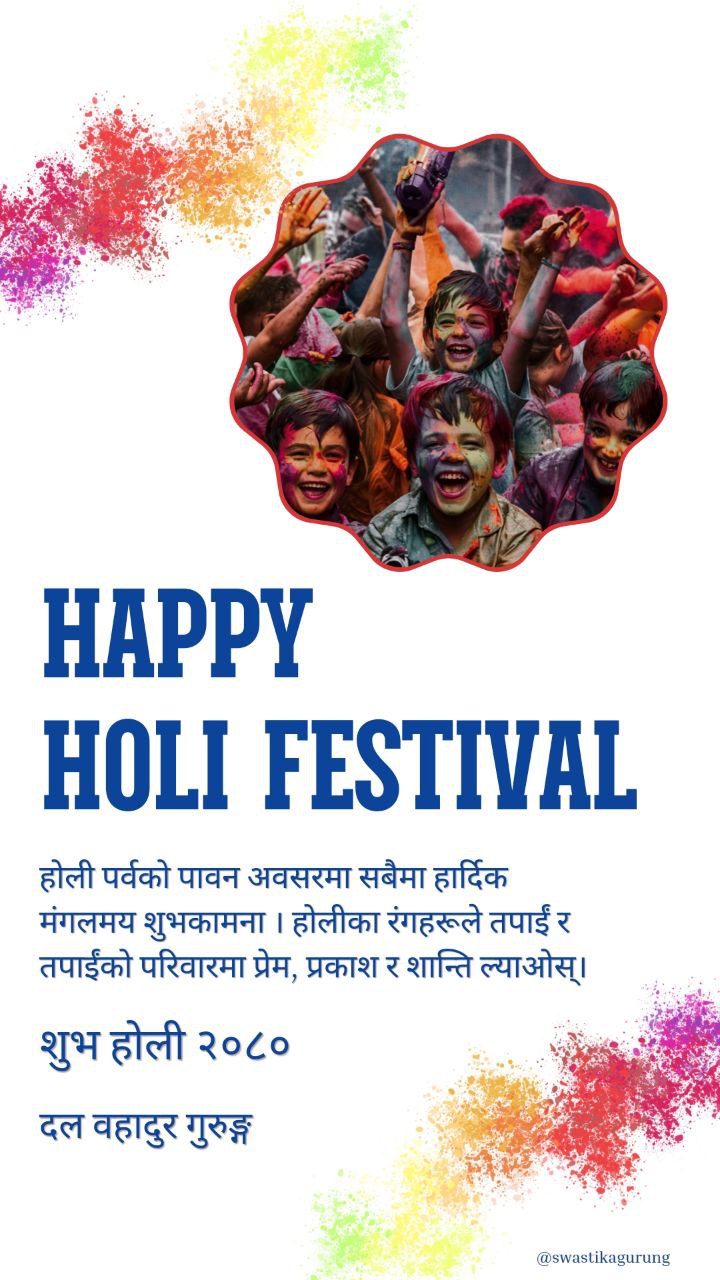 HAPPY
HOLI FESTIVAL
होली पर्वको पावन अवसरमा सबैमा हार्दिक
मंगलमय शुभकामना । होलीका रंगहरूले तपाईं र
तपाईंको परिवारमा प्रेम, प्रकाश र शान्ति ल्याओस्।
शुभ होली २०८०
दल वहादुर गुरुङ्ग
@swastikagurung